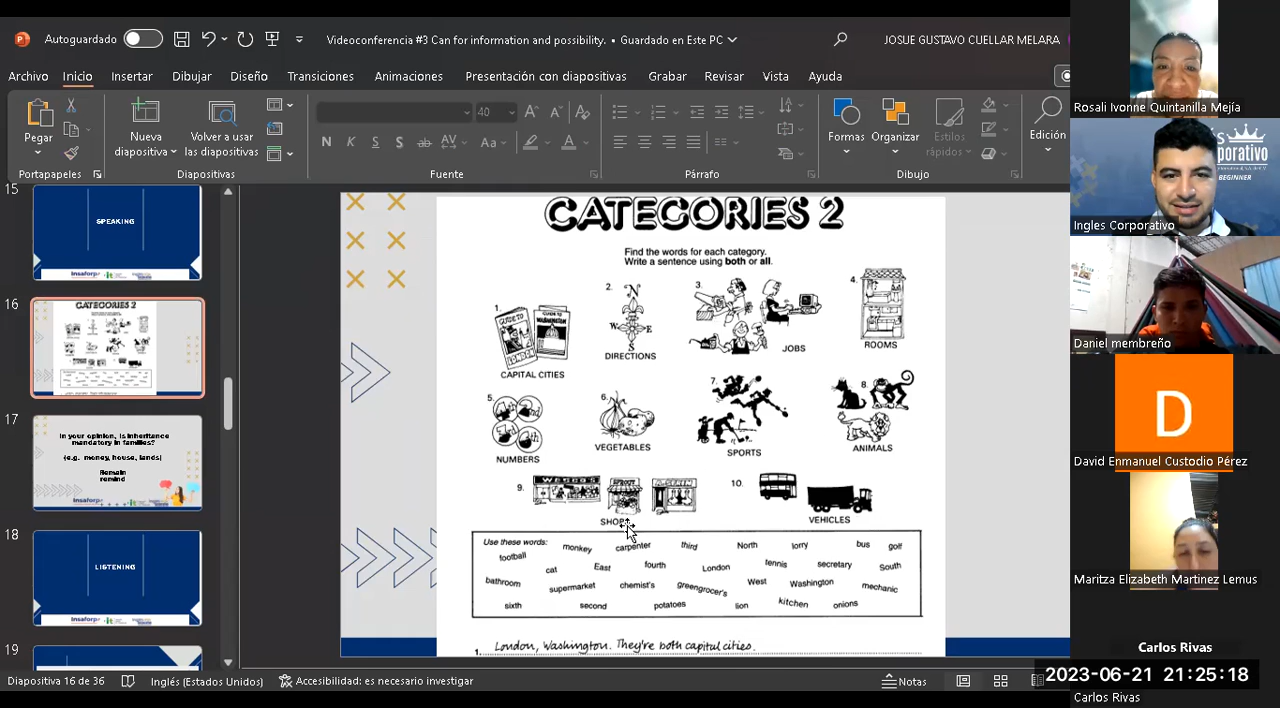 Autoguardado
Videoconferencia #3 Can for information and possibility. • Guardado en Este PC
JOSUE GUSTAVO CUELLAR MELARA
Archivo Inicio Insertar Dibujar Diseño Transiciones Animaciones Presentación con diapositivas Grabar Revisar Vista Ayuda
Pegar
Nueva diapositiva
Volver a usar las diapositivas
40
N K S S ab AV Aa A
Formas
Organizar
Estilos rápidos
Edición
Portapapeles Diapositivas Fuente Párrafo Dibujo
15
SPEAKING
16
CATEGORIES 2
17
In your opinion, is inheritance
mandatory in families?
(e.g. money, house, lands)
Remain
remind
18
LISTENING
19
CATEGORIES 2
Find the words for each category.
Write a sentence using both or all.
1.
GUIDE TO LONDON
GUIDE TO WASHINGTON
CAPITAL CITIES
2.
N
W E
S
DIRECTIONS
3.
JOBS
4.
ROOMS
5.
NUMBERS
6.
VEGETABLES
7.
SPORTS
8.
ANIMALS
9.
SHOPS
10.
VEHICLES
Use these words:
football monkey carpenter third North lorry bus golf
cat East fourth London tennis secretary South
bathroom supermarket chemist's greengrocer's West Washington mechanic
sixth second potatoes lion kitchen onions
1. London, Washington. They're both capital cities.
Diapositiva 16 de 36
Inglés (Estados Unidos)
Accesibilidad: es necesario investigar
Notas
Rosali Ivonne Quintanilla Mejía
BEGINNER
Ingles Corporativo
Daniel membreño
D
David Enmanuel Custodio Pérez
Maritza Elizabeth Martinez Lemus
Carlos Rivas
2023-06-21 21:25:18
Carlos Rivas